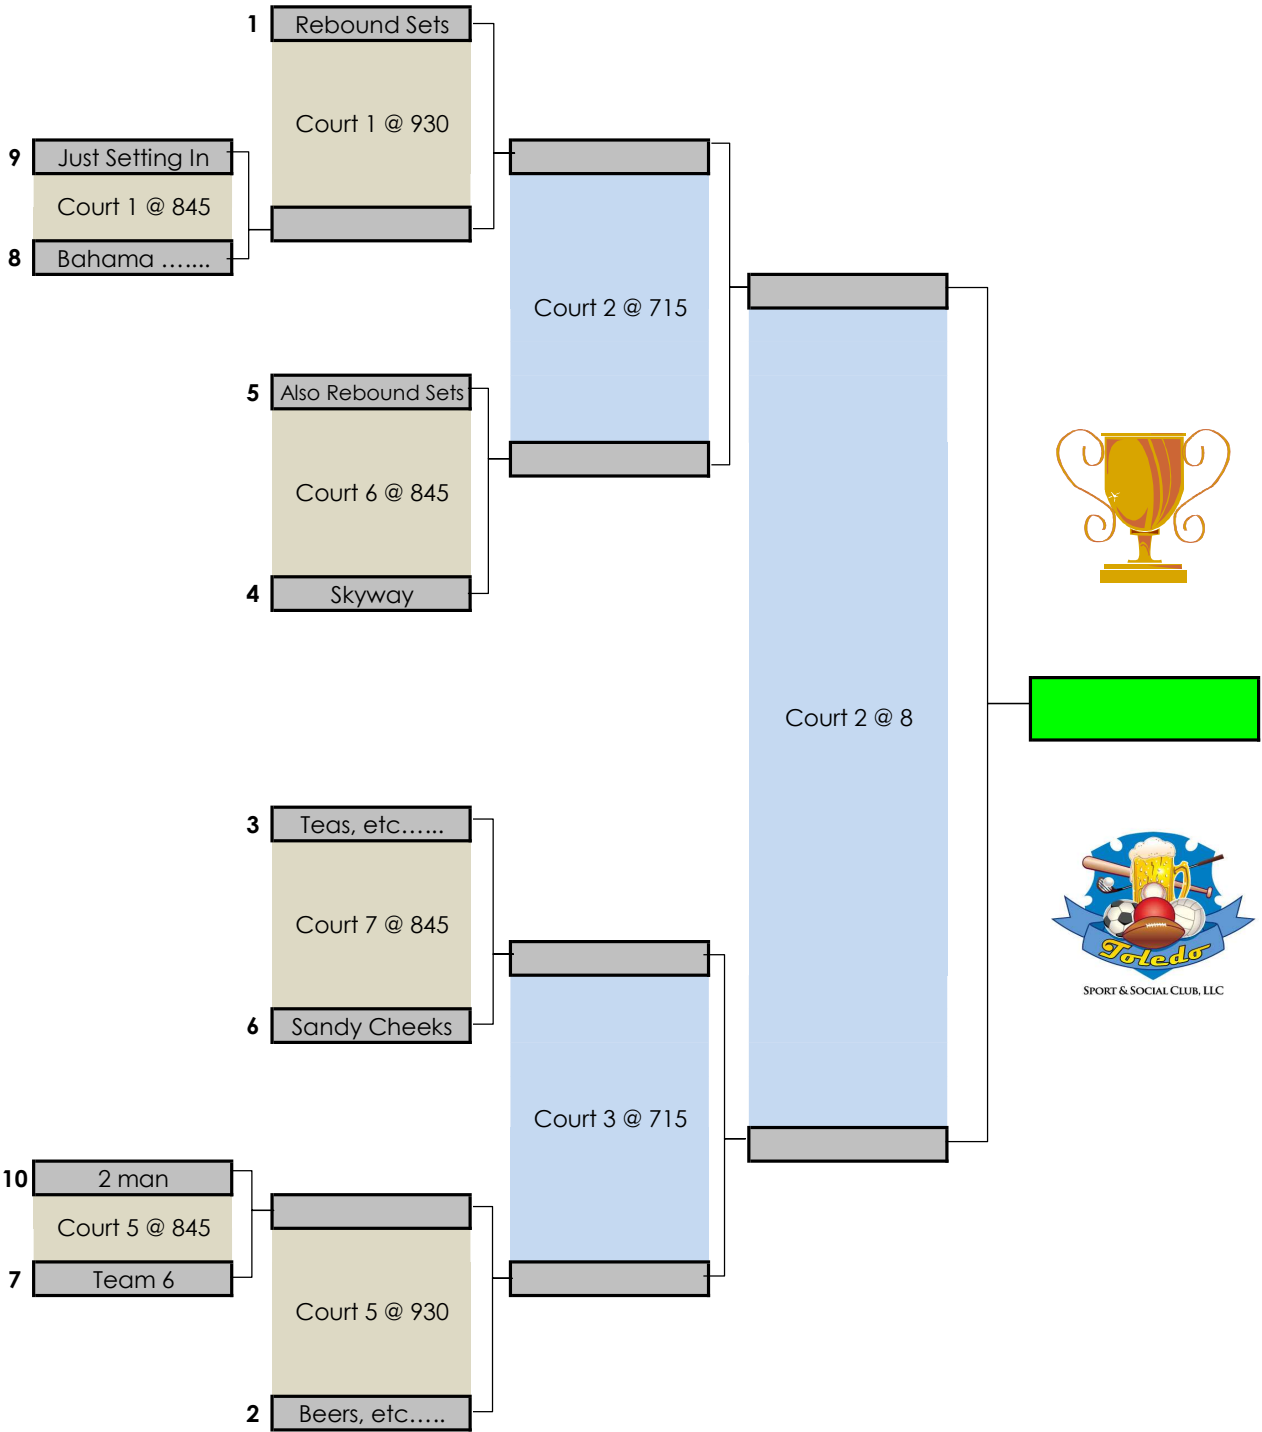 1 Rebound Sets
Court 1 @ 930
9 Just Setting In
Court 1 @ 845
8 Bahama …....
Court 2 @ 715
5 Also Rebound Sets
Court 6 @ 845
4 Skyway
Court 2 @ 8
3 Teas, etc…...
Court 7 @ 845
6 Sandy Cheeks
Toledo
SPORT & SOCIAL CLUB, LLC
Court 3 @ 715
10 2 man
Court 5 @ 845
7 Team 6
Court 5 @ 930
2 Beers, etc…..